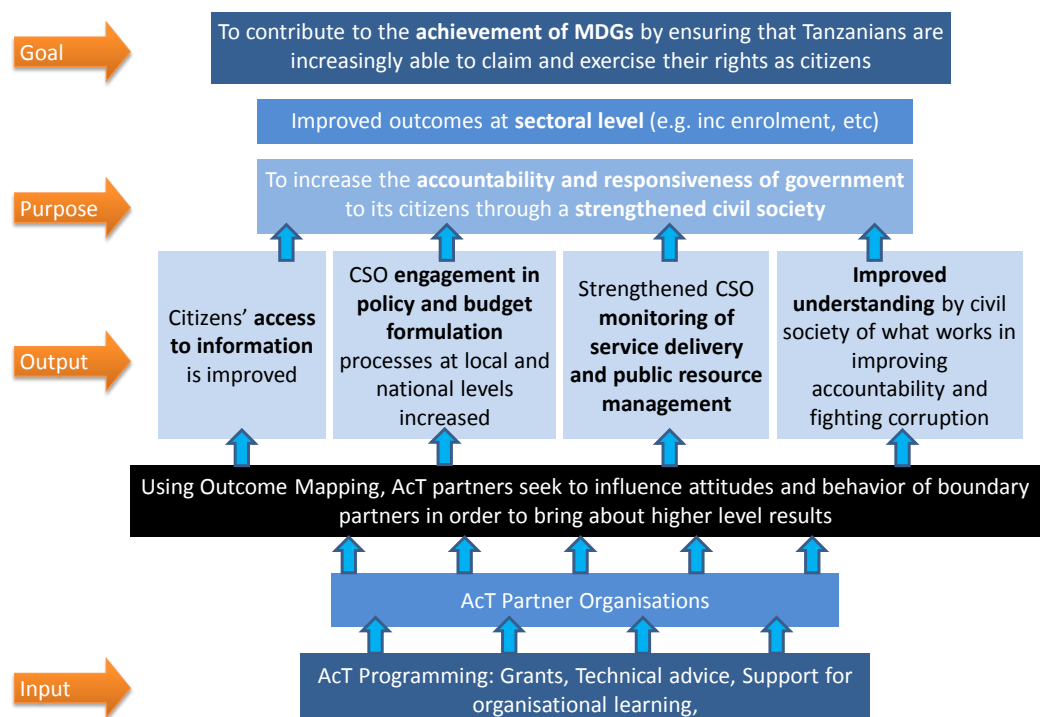 Goal
To contribute to the achievement of MDGs by ensuring that Tanzanians are
increasingly able to claim and exercise their rights as citizens
Improved outcomes at sectoral level (e.g. inc enrolment, etc)
Purpose
To increase the accountability and responsiveness of government
to its citizens through a strengthened civil society
Output
Citizens’ access
to information
is improved
CSO engagement in
policy and budget
formulation
processes at local and
national levels
increased
Strengthened CSO
monitoring of
service delivery
and public resource
management
Improved
understanding by civil
society of what works in
improving
accountability and
fighting corruption
Using Outcome Mapping, AcT partners seek to influence attitudes and behavior of boundary
partners in order to bring about higher level results
AcT Partner Organisations
Input
AcT Programming: Grants, Technical advice, Support for
organisational learning,